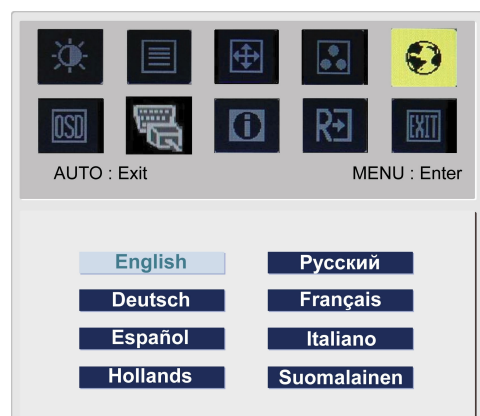 OSD
R
EXIT
AUTO : Exit
MENU : Enter
English
Русский
Deutsch
Français
Español
Italiano
Hollands
Suomalainen